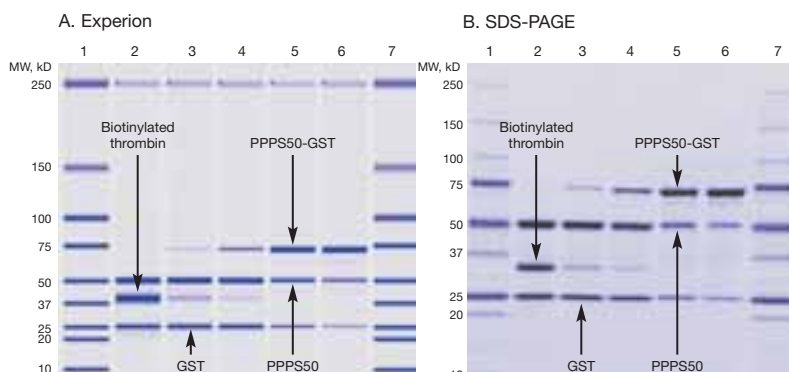 A. Experion
1 2 3 4 5 6 7
MW, kD
250
150
100
75
50
37
25
20
10
Biotinylated
thrombin
PPPS50-GST
GST
PPPS50
B. SDS-PAGE
1 2 3 4 5 6 7
MW, kD
250
150
100
75
50
37
25
20
Biotinylated
thrombin
PPPS50-GST
GST
PPPS50